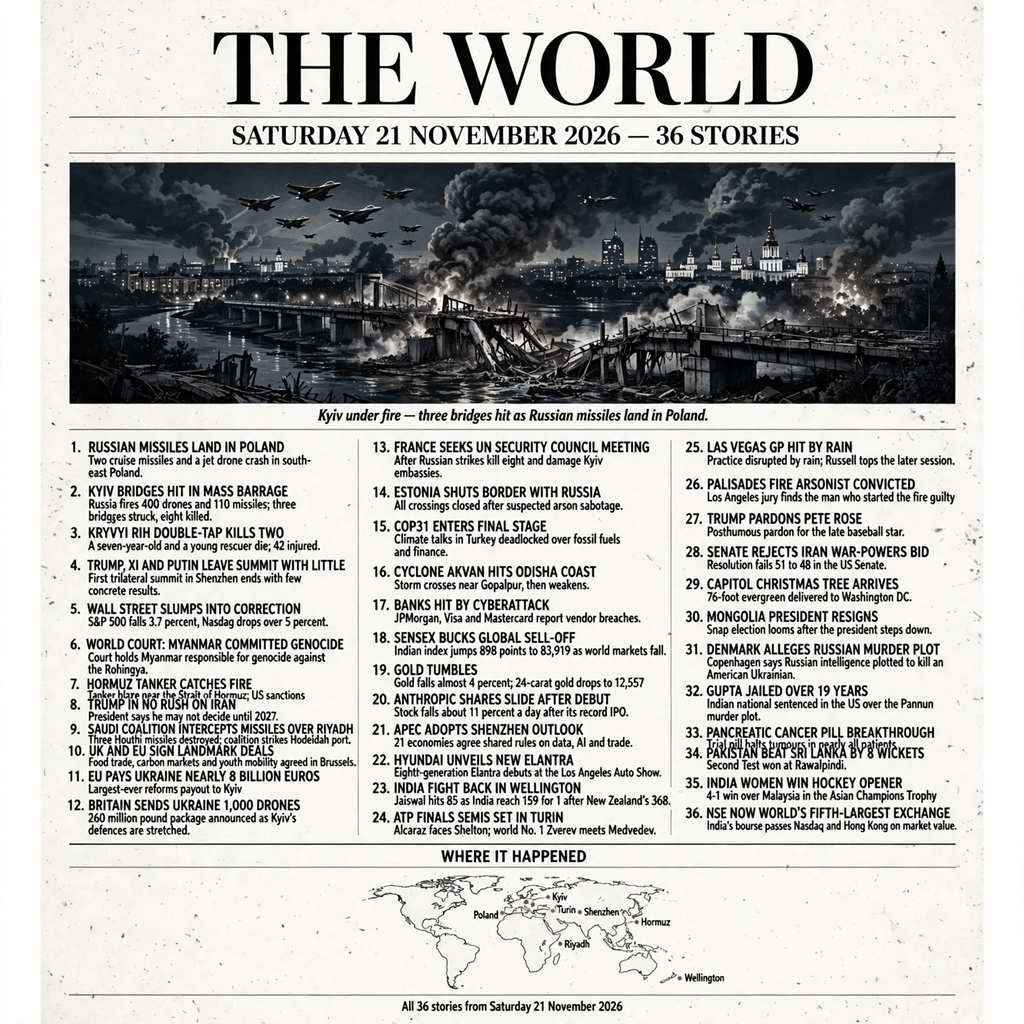 THE WORLD
SATURDAY 21 NOVEMBER 2026 — 36 STORIES
Kyiv under fire — three bridges hit as Russian missiles land in Poland.
1. RUSSIAN MISSILES LAND IN POLAND
Two cruise missiles and a jet drone crash in south-
east Poland.
2. KYIV BRIDGES HIT IN MASS BARRAGE
Russia fires 400 drones and 110 missiles; three
bridges struck, eight killed.
3. KRYVYI RIH DOUBLE-TAP KILLS TWO
A seven-year-old and a young rescuer die; 42 injured.
4. TRUMP, XI AND PUTIN LEAVE SUMMIT WITH LITTLE
First trilateral summit in Shenzhen ends with few
concrete results.
5. WALL STREET SLUMPS INTO CORRECTION
S&P 500 falls 3.7 percent, Nasdaq drops over 5 percent.
6. WORLD COURT: MYANMAR COMMITTED GENOCIDE
Court holds Myanmar responsible for genocide against
the Rohingya.
7. HORMUZ TANKER CATCHES FIRE
Tanker blaze near the Strait of Hormuz; US sanctions
8. TRUMP IN NO RUSH ON IRAN
President says he may not decide until 2027.
9. SAUDI COALITION INTERCEPTS MISSILES OVER RIYADH
Three Houthi missiles destroyed; coalition strikes Hodeidah port.
10. UK AND EU SIGN LANDMARK DEALS
Food trade, carbon markets and youth mobility agreed in Brussels.
11. EU PAYS UKRAINE NEARLY 8 BILLION EUROS
Largest-ever reforms payout to Kyiv
12. BRITAIN SENDS UKRAINE 1,000 DRONES
260 million pound package announced as Kyiv's
defences are stretched.
13. FRANCE SEEKS UN SECURITY COUNCIL MEETING
After Russian strikes kill eight and damage Kyiv
embassies.
14. ESTONIA SHUTS BORDER WITH RUSSIA
All crossings closed after suspected arson sabotage.
15. COP31 ENTERS FINAL STAGE
Climate talks in Turkey deadlocked over fossil fuels
and finance.
16. CYCLONE AKVAN HITS ODISHA COAST
Storm crosses near Gopalpur, then weakens.
17. BANKS HIT BY CYBERATTACK
JPMorgan, Visa and Mastercard report vendor breaches.
18. SENSEX BUCKS GLOBAL SELL-OFF
Indian index jumps 898 points to 83,919 as world markets fall.
19. GOLD TUMBLES
Gold falls almost 4 percent; 24-carat gold drops to 12,557
20. ANTHROPIC SHARES SLIDE AFTER DEBUT
Stock falls about 11 percent a day after its record IPO.
21. APEC ADOPTS SHENZHEN OUTLOOK
21 economies agree shared rules on data, AI and trade.
22. HYUNDAI UNVEILS NEW ELANTRA
Eightt-generation Elantra debuts at the Los Angeles Auto Show.
23. INDIA FIGHT BACK IN WELLINGTON
Jaiswal hits 85 as India reach 159 for 1 after New Zealand's 368.
24. ATP FINALS SEMIS SET IN TURIN
Alcaraz faces Shelton; world No. 1 Zverev meets Medvedev.
25. LAS VEGAS GP HIT BY RAIN
Practice disrupted by rain; Russell tops the later session.
26. PALISADES FIRE ARSONIST CONVICTED
Los Angeles jury finds the man who started the fire guilty
27. TRUMP PARDONS PETE ROSE
Posthumous pardon for the late baseball star.
28. SENATE REJECTS IRAN WAR-POWERS BID
Resolution fails 51 to 48 in the US Senate.
29. CAPITOL CHRISTMAS TREE ARRIVES
76-foot evergreen delivered to Washington DC.
30. MONGOLIA PRESIDENT RESIGNS
Snap election looms after the president steps down.
31. DENMARK ALLEGES RUSSIAN MURDER PLOT
Copenhagen says Russian intelligence plotted to kill an
American Ukrainian.
32. GUPTA JAILED OVER 19 YEARS
Indian national sentenced in the US over the Pannun
murder plot.
33. PANCREATIC CANCER PILL BREAKTHROUGH
Trial pill halts tumours in nearly all patients
34. PAKISTAN BEAT SRI LANKA BY 8 WICKETS
Second Test won at Rawalpindi.
35. INDIA WOMEN WIN HOCKEY OPENER
4-1 win over Malaysia in the Asian Champions Trophy
36. NSE NOW WORLD'S FIFTH-LARGEST EXCHANGE
India's bourse passes Nasdaq and Hong Kong on market value.
WHERE IT HAPPENED
Kyiv
Poland
Turin
Shenzhen
Hormuz
Riyadh
Wellington
All 36 stories from Saturday 21 November 2026